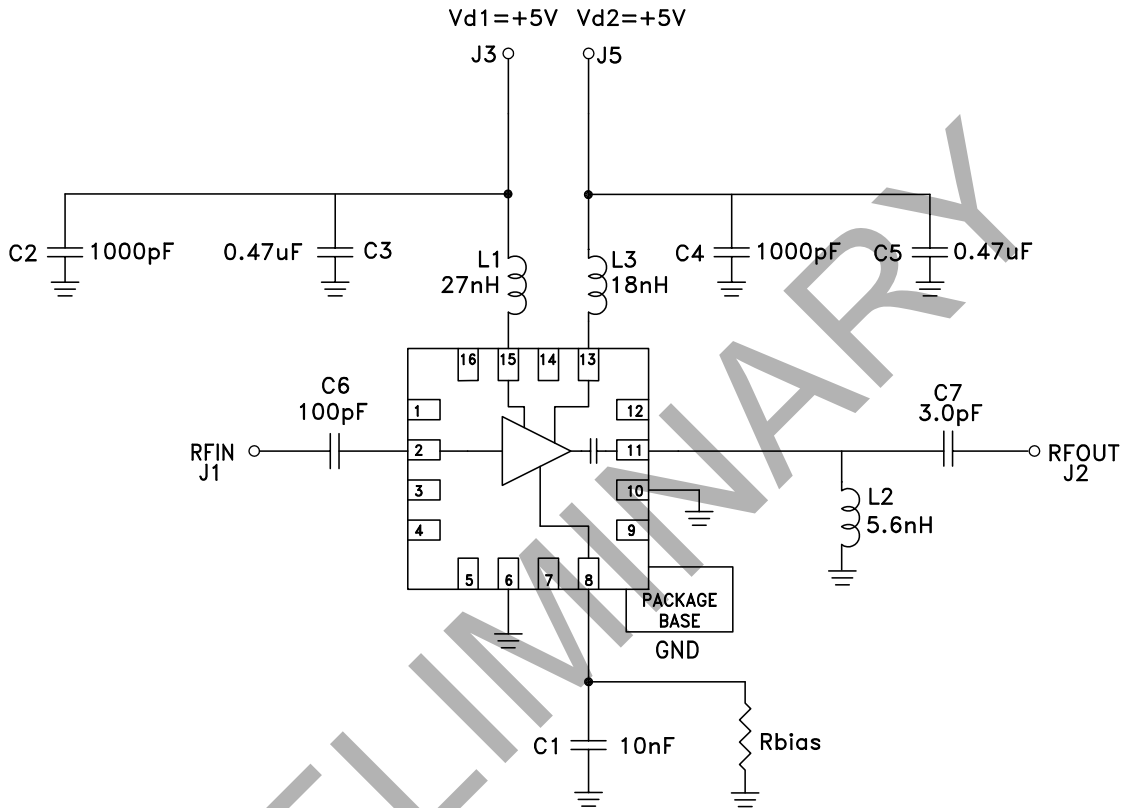 Vd1=+5V Vd2=+5V
J3 J5
C2 1000pF 0.47uF C3
L1
27nH
L3
18nH
C4 1000pF C5 0.47uF
16 15 14 13
C6
100pF
1 12
C7
3.0pF
RFIN
J1
2 11
RFOUT
J2
3 10
L2
5.6nH
4 9
5 6 7 8
PACKAGE
BASE
GND
C1 10nF Rbias
ELIMINARY